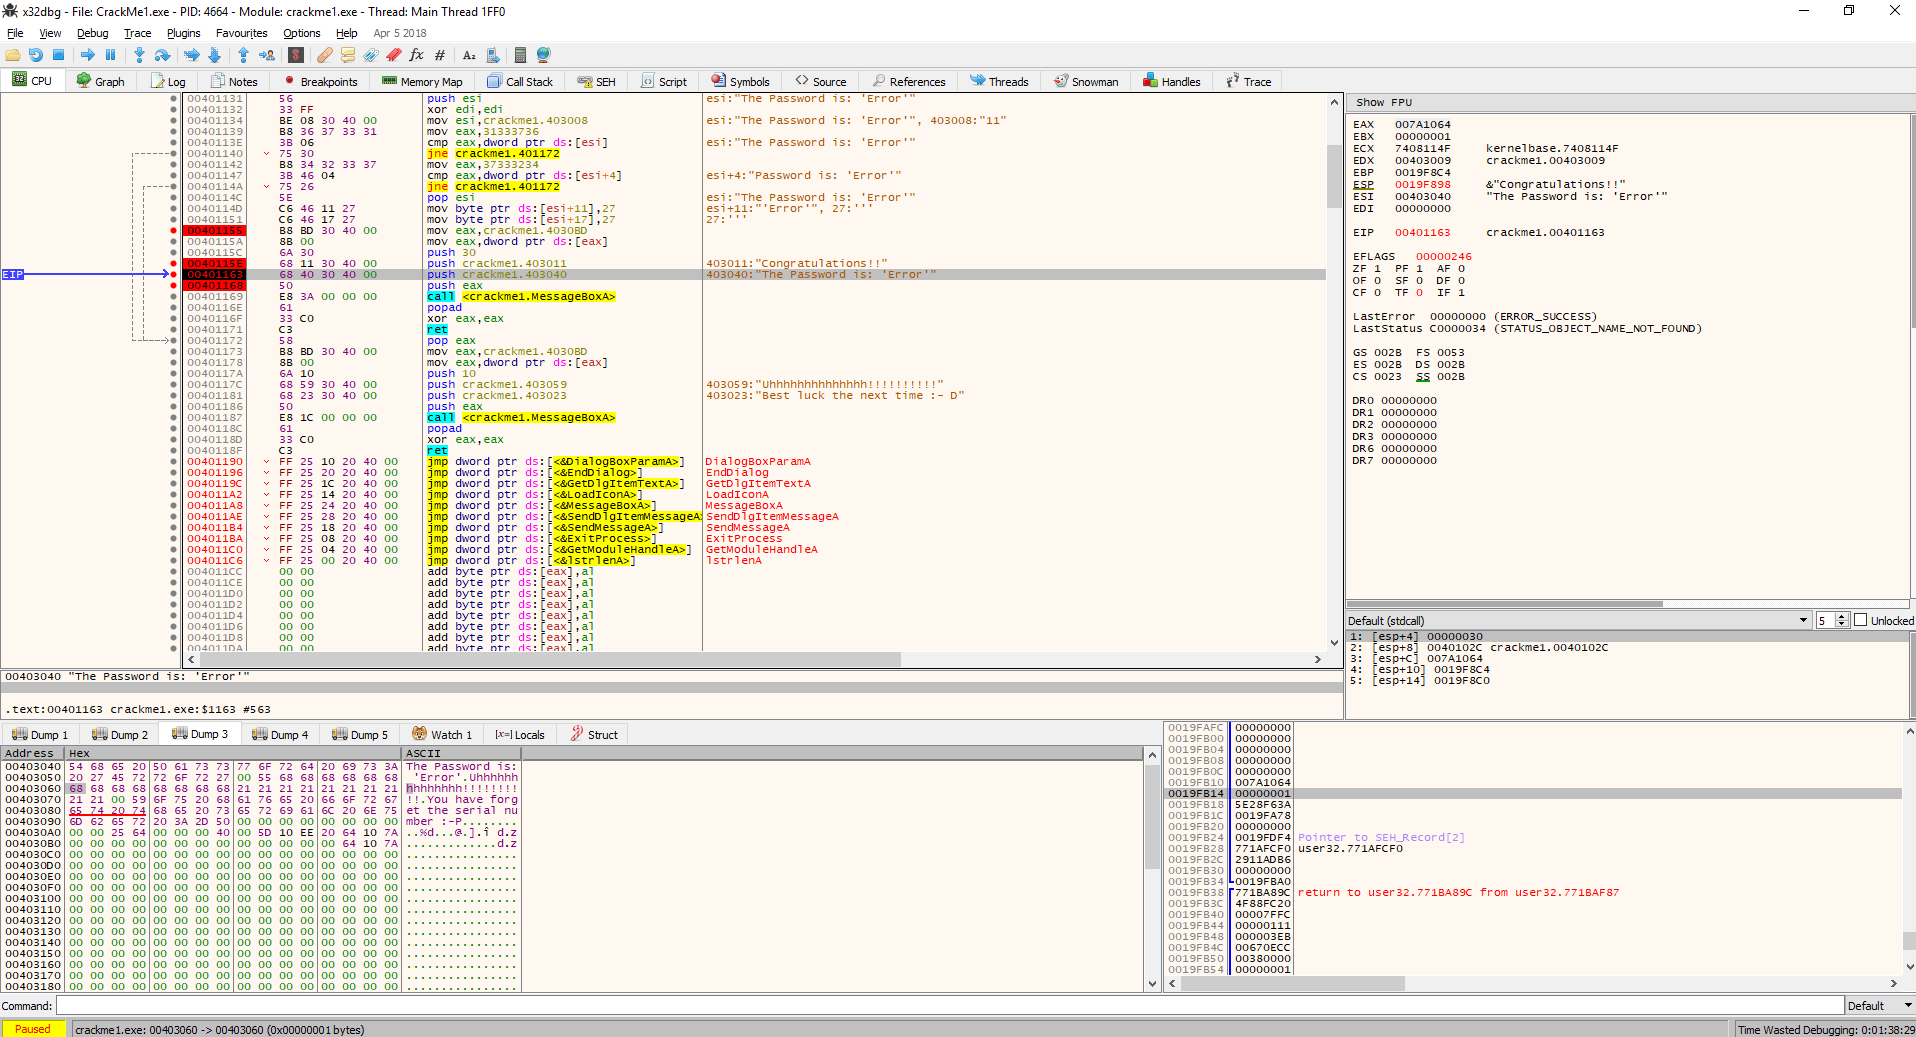 x32dbg - File: CrackMe1.exe - PID: 4664 - Module: crackme1.exe - Thread: Main Thread 1FF0
File View Debug Trace Plugins Favourites Options Help Apr 5 2018
CPU Graph Log Notes Breakpoints Memory Map Call Stack SEH Script Symbols Source References Threads Snowman Handles Trace
00401131 56 push esi esi:"The Password is: 'Error'"
00401132 33 FF xor edi,edi
00401134 BE 08 30 40 00 mov esi,crackme1.403008 esi:"The Password is: 'Error'", 403008:"11"
00401139 B8 36 37 33 31 mov eax,31333736
0040113E 3B 06 cmp eax,dword ptr ds:[esi] esi:"The Password is: 'Error'"
00401140 75 30 jne crackme1.401172
00401142 B8 34 32 33 37 mov eax,37333234
00401147 3B 46 04 cmp eax,dword ptr ds:[esi+4] esi+4:"Password is: 'Error'"
0040114A 75 26 jne crackme1.401172
0040114C 5E pop esi esi:"The Password is: 'Error'"
0040114D C6 46 11 27 mov byte ptr ds:[esi+11],27 esi+11:"'Error'", 27:'''
00401151 C6 46 17 27 mov byte ptr ds:[esi+17],27 27:'''
00401155 B8 BD 30 40 00 mov eax,crackme1.4030BD
0040115A 8B 00 mov eax,dword ptr ds:[eax]
0040115C 6A 30 push 30
0040115E 68 11 30 40 00 push crackme1.403011 403011:"Congratulations!!"
EIP 00401163 68 40 30 40 00 push crackme1.403040 403040:"The Password is: 'Error'"
00401168 50 push eax
00401169 E8 3A 00 00 00 call <crackme1.MessageBoxA>
0040116E 61 popad
0040116F 33 C0 xor eax,eax
00401171 C3 ret
00401172 58 pop eax
00401173 B8 BD 30 40 00 mov eax,crackme1.4030BD
00401178 8B 00 mov eax,dword ptr ds:[eax]
0040117A 6A 10 push 10
0040117C 68 59 30 40 00 push crackme1.403059 403059:"Uhhhhhhhhhhhhhh!!!!!!!!!!"
00401181 68 23 30 40 00 push crackme1.403023 403023:"Best luck the next time :- D"
00401186 50 push eax
00401187 E8 1C 00 00 00 call <crackme1.MessageBoxA>
0040118C 61 popad
0040118D 33 C0 xor eax,eax
0040118F C3 ret
00401190 FF 25 10 20 40 00 jmp dword ptr ds:[<&DialogBoxParamA>] DialogBoxParamA
00401196 FF 25 20 20 40 00 jmp dword ptr ds:[<&EndDialog>] EndDialog
0040119C FF 25 1C 20 40 00 jmp dword ptr ds:[<&GetDlgItemTextA>] GetDlgItemTextA
004011A2 FF 25 14 20 40 00 jmp dword ptr ds:[<&LoadIconA>] LoadIconA
004011A8 FF 25 24 20 40 00 jmp dword ptr ds:[<&MessageBoxA>] MessageBoxA
004011AE FF 25 28 20 40 00 jmp dword ptr ds:[<&SendDlgItemMessageA> SendDlgItemMessageA
004011B4 FF 25 18 20 40 00 jmp dword ptr ds:[<&SendMessageA>] SendMessageA
004011BA FF 25 08 20 40 00 jmp dword ptr ds:[<&ExitProcess>] ExitProcess
004011C0 FF 25 04 20 40 00 jmp dword ptr ds:[<&GetModuleHandleA>] GetModuleHandleA
004011C6 FF 25 00 20 40 00 jmp dword ptr ds:[<&lstrlenA>] lstrlenA
004011CC 00 00 add byte ptr ds:[eax],al
004011CE 00 00 add byte ptr ds:[eax],al
004011D0 00 00 add byte ptr ds:[eax],al
004011D2 00 00 add byte ptr ds:[eax],al
004011D4 00 00 add byte ptr ds:[eax],al
004011D6 00 00 add byte ptr ds:[eax],al
004011D8 00 00 add byte ptr ds:[eax],al
004011DA 00 00 add byte ptr ds:[eax],al
Show FPU
EAX 007A1064
EBX 00000001
ECX 7408114F kernelbase.7408114F
EDX 00403009 crackme1.00403009
EBP 0019F8C4
ESP 0019F898 &"Congratulations!!"
ESI 00403040 "The Password is: 'Error'"
EDI 00000000
EIP 00401163 crackme1.00401163
EFLAGS 00000246
ZF 1 PF 1 AF 0
OF 0 SF 0 DF 0
CF 0 TF 0 IF 1
LastError 00000000 (ERROR_SUCCESS)
LastStatus C0000034 (STATUS_OBJECT_NAME_NOT_FOUND)
GS 002B FS 0053
ES 002B DS 002B
CS 0023 SS 002B
DR0 00000000
DR1 00000000
DR2 00000000
DR3 00000000
DR6 00000000
DR7 00000000
Default (stdcall) 5 Unlocked
1: [esp+4] 00000030
2: [esp+8] 0040102C crackme1.0040102C
3: [esp+C] 007A1064
4: [esp+10] 0019F8C4
5: [esp+14] 0019F8C0
00403040 "The Password is: 'Error'"
.text:00401163 crackme1.exe:$1163 #563
Dump 1 Dump 2 Dump 3 Dump 4 Dump 5 Watch 1 [x=] Locals Struct
Address Hex ASCII
00403040 54 68 65 20 50 61 73 73 77 6F 72 64 20 69 73 3A The Password is:
00403050 20 27 45 72 72 6F 72 27 00 55 68 68 68 68 68 68 'Error'.Uhhhhhh
00403060 68 68 68 68 68 68 68 68 21 21 21 21 21 21 21 21 hhhhhhhh!!!!!!!!
00403070 21 21 00 59 6F 75 20 68 61 76 65 20 66 6F 72 67 !!.You have forg
00403080 65 74 20 74 68 65 20 73 65 72 69 61 6C 20 6E 75 et the serial nu
00403090 6D 62 65 72 20 3A 2D 50 00 00 00 00 00 00 00 00 mber :-P........
004030A0 00 00 25 64 00 00 00 40 00 5D 10 EE 20 64 10 7A ..%d...@.].î d.z
004030B0 00 00 00 00 00 00 00 00 00 00 00 00 00 64 10 7A .............d.z
004030C0 00 00 00 00 00 00 00 00 00 00 00 00 00 00 00 00 ................
004030D0 00 00 00 00 00 00 00 00 00 00 00 00 00 00 00 00 ................
004030E0 00 00 00 00 00 00 00 00 00 00 00 00 00 00 00 00 ................
004030F0 00 00 00 00 00 00 00 00 00 00 00 00 00 00 00 00 ................
00403100 00 00 00 00 00 00 00 00 00 00 00 00 00 00 00 00 ................
00403110 00 00 00 00 00 00 00 00 00 00 00 00 00 00 00 00 ................
00403120 00 00 00 00 00 00 00 00 00 00 00 00 00 00 00 00 ................
00403130 00 00 00 00 00 00 00 00 00 00 00 00 00 00 00 00 ................
00403140 00 00 00 00 00 00 00 00 00 00 00 00 00 00 00 00 ................
00403150 00 00 00 00 00 00 00 00 00 00 00 00 00 00 00 00 ................
00403160 00 00 00 00 00 00 00 00 00 00 00 00 00 00 00 00 ................
00403170 00 00 00 00 00 00 00 00 00 00 00 00 00 00 00 00 ................
00403180 00 00 00 00 00 00 00 00 00 00 00 00 00 00 00 00 ................
0019FAFC 00000000
0019FB00 00000000
0019FB04 00000000
0019FB08 00000000
0019FB0C 00000000
0019FB10 007A1064
0019FB14 00000001
0019FB18 5E28F63A
0019FB1C 0019FA78
0019FB20 00000000
0019FB24 0019FDF4 Pointer to SEH_Record[2]
0019FB28 771AFCF0 user32.771AFCF0
0019FB2C 2911ADB6
0019FB30 00000000
0019FB34 0019FBA0
0019FB38 771BA89C return to user32.771BA89C from user32.771BAF87
0019FB3C 4F88FC20
0019FB40 00007FFC
0019FB44 00000111
0019FB48 000003EB
0019FB4C 00670ECC
0019FB50 00380000
0019FB54 00000001
Command: Default
Paused crackme1.exe: 00403060 -> 00403060 (0x00000001 bytes) Time Wasted Debugging: 0:01:38:29